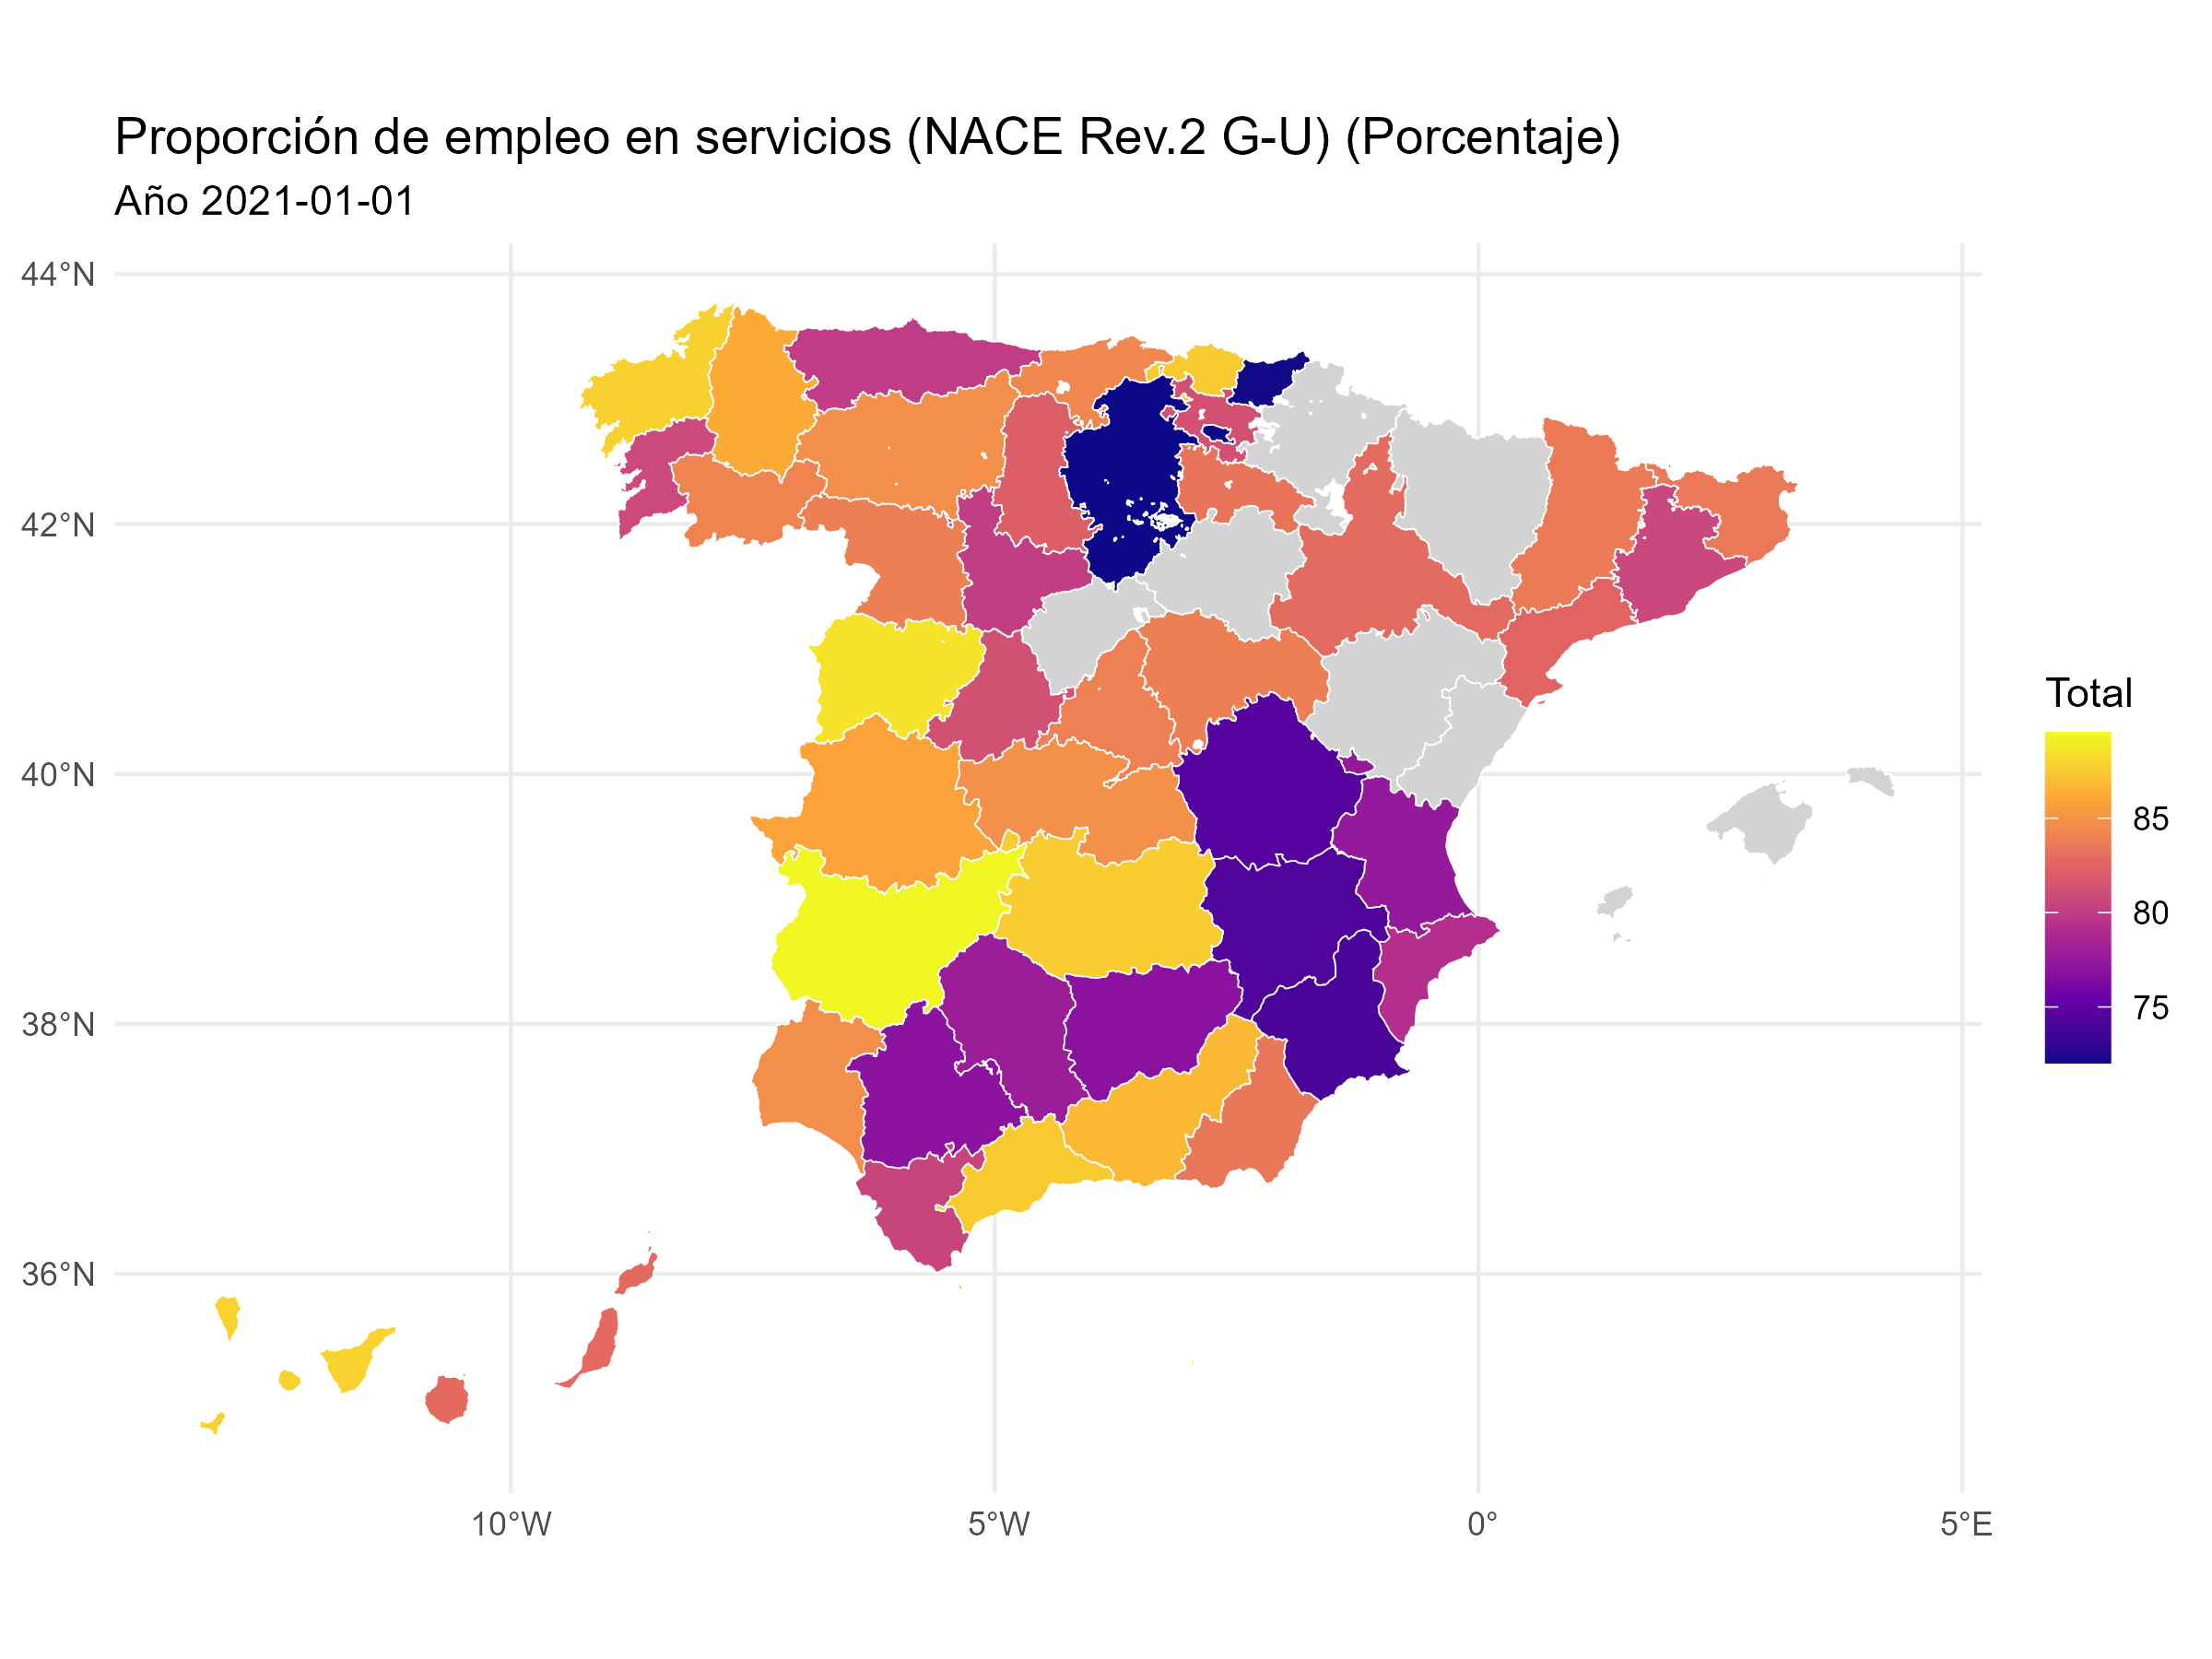 Proporción de empleo en servicios (NACE Rev.2 G-U) (Porcentaje)
Año 2021-01-01
44°N
42°N
40°N
38°N
36°N
10°W
5°W
0°
5°E
Total
85
80
75